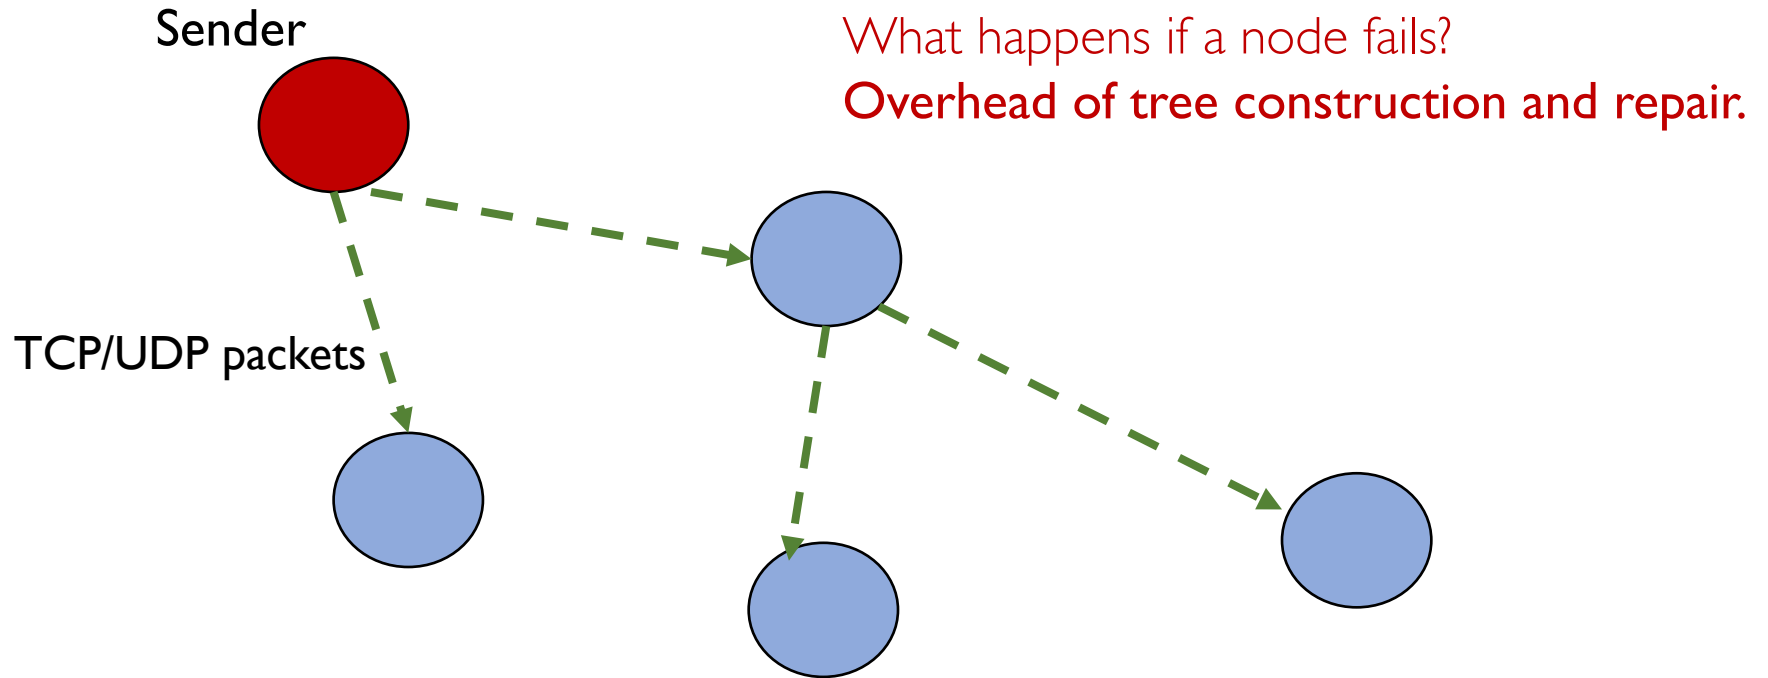 Sender
What happens if a node fails?
Overhead of tree construction and repair.
TCP/UDP packets